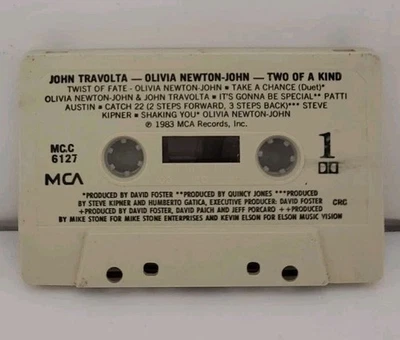 JOHN TRAVOLTA — OLIVIA NEWTON-JOHN — TWO OF A KIND
TWIST OF FATE - OLIVIA NEWTON-JOHN • TAKE A CHANCE (Duet)*
OLIVIA NEWTON-JOHN & JOHN TRAVOLTA • IT'S GONNA BE SPECIAL** PATTI
AUSTIN • CATCH 22 (2 STEPS FORWARD, 3 STEPS BACK)*** STEVE
KIPNER • SHAKING YOU* OLIVIA NEWTON-JOHN
℗ 1983 MCA Records, Inc.
MC.C
6127
1
MCA
*PRODUCED BY DAVID FOSTER **PRODUCED BY QUINCY JONES ***PRODUCED
BY STEVE KIPNER and HUMBERTO GATICA, EXECUTIVE PRODUCER: DAVID FOSTER
CRC
+PRODUCED BY DAVID FOSTER, DAVID PAICH and JEFF PORCARO ++PRODUCED
BY MIKE STONE FOR MIKE STONE ENTERPRISES and KEVIN ELSON FOR ELSON MUSIC VISION